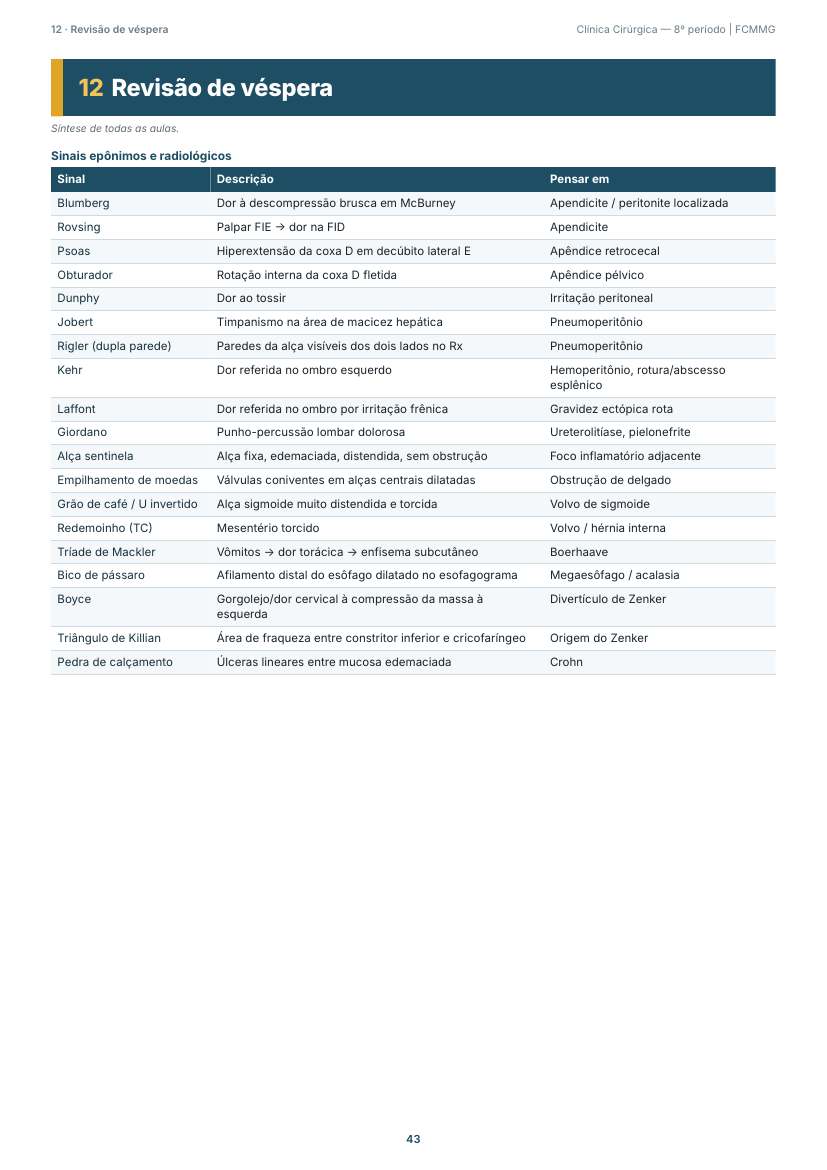 12 · Revisão de véspera
Clínica Cirúrgica — 8º período | FCMMG
12 Revisão de véspera
Síntese de todas as aulas.
Sinais epônimos e radiológicos
Sinal Descrição Pensar em
Blumberg Dor à descompressão brusca em McBurney Apendicite / peritonite localizada
Rovsing Palpar FIE → dor na FID Apendicite
Psoas Hiperextensão da coxa D em decúbito lateral E Apêndice retrocecal
Obturador Rotação interna da coxa D fletida Apêndice pélvico
Dunphy Dor ao tossir Irritação peritoneal
Jobert Timpanismo na área de macicez hepática Pneumoperitônio
Rigler (dupla parede) Paredes da alça visíveis dos dois lados no Rx Pneumoperitônio
Kehr Dor referida no ombro esquerdo Hemoperitônio, rotura/abscesso
esplênico
Laffont Dor referida no ombro por irritação frênica Gravidez ectópica rota
Giordano Punho-percussão lombar dolorosa Ureterolitíase, pielonefrite
Alça sentinela Alça fixa, edemaciada, distendida, sem obstrução Foco inflamatório adjacente
Empilhamento de moedas Válvulas coniventes em alças centrais dilatadas Obstrução de delgado
Grão de café / U invertido Alça sigmoide muito distendida e torcida Volvo de sigmoide
Redemoinho (TC) Mesentério torcido Volvo / hérnia interna
Tríade de Mackler Vômitos → dor torácica → enfisema subcutâneo Boerhaave
Bico de pássaro Afilamento distal do esôfago dilatado no esofagograma Megaesôfago / acalasia
Boyce Gorgolejo/dor cervical à compressão da massa à Divertículo de Zenker
esquerda
Triângulo de Killian Área de fraqueza entre constritor inferior e cricofaríngeo Origem do Zenker
Pedra de calçamento Úlceras lineares entre mucosa edemaciada Crohn
43